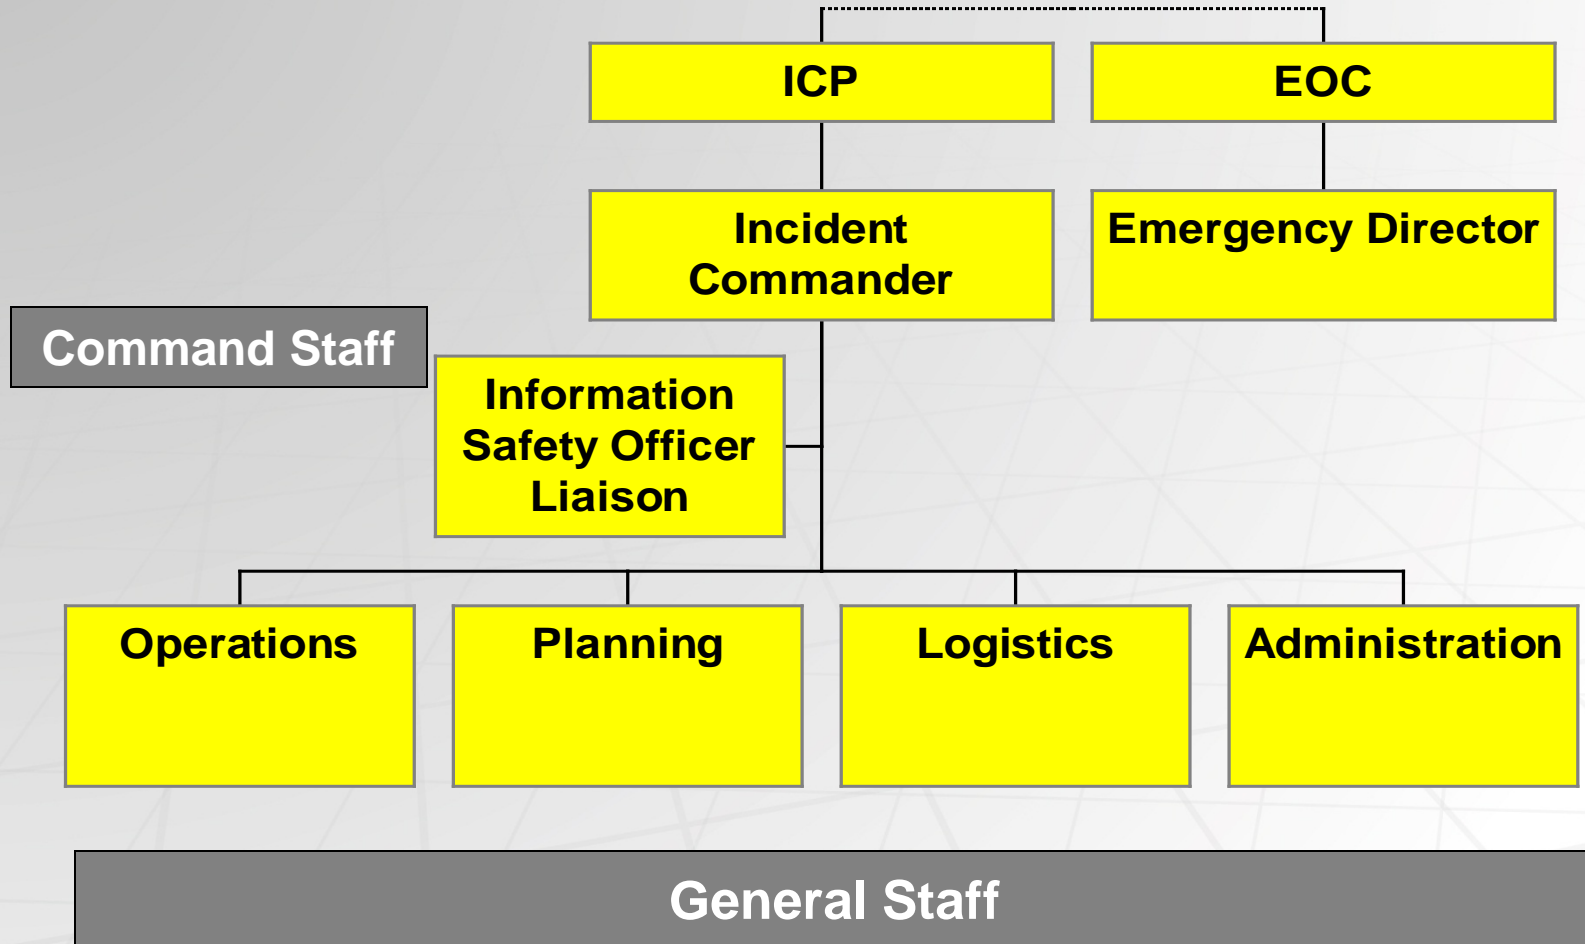 ICP
EOC
Incident
Commander
Emergency Director
Command Staff
Information
Safety Officer
Liaison
Operations
Planning
Logistics
Administration
General Staff